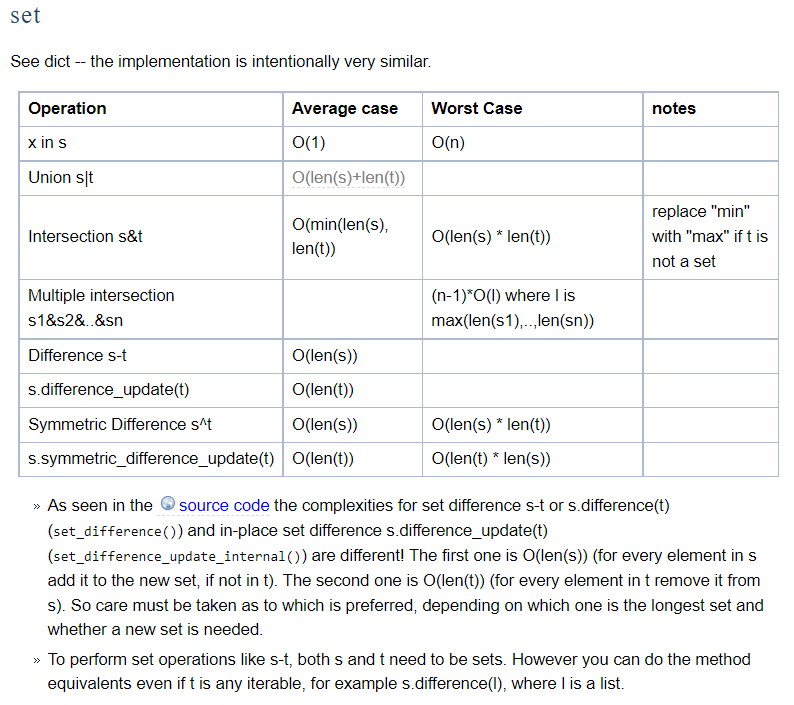 set
See dict -- the implementation is intentionally very similar.
Operation Average case Worst Case notes
x in s O(1) O(n)
Union s|t O(len(s)+len(t))
Intersection s&t O(min(len(s),
len(t)) O(len(s) * len(t)) replace "min"
with "max" if t is
not a set
Multiple intersection
s1&s2&..&sn (n-1)*O(l) where l is
max(len(s1),..,len(sn))
Difference s-t O(len(s))
s.difference_update(t) O(len(t))
Symmetric Difference s^t O(len(s)) O(len(s) * len(t))
s.symmetric_difference_update(t) O(len(t)) O(len(t) * len(s))
» As seen in the source code the complexities for set difference s-t or s.difference(t)
(set_difference()) and in-place set difference s.difference_update(t)
(set_difference_update_internal()) are different! The first one is O(len(s)) (for every element in s
add it to the new set, if not in t). The second one is O(len(t)) (for every element in t remove it from
s). So care must be taken as to which is preferred, depending on which one is the longest set and
whether a new set is needed.
» To perform set operations like s-t, both s and t need to be sets. However you can do the method
equivalents even if t is any iterable, for example s.difference(l), where l is a list.